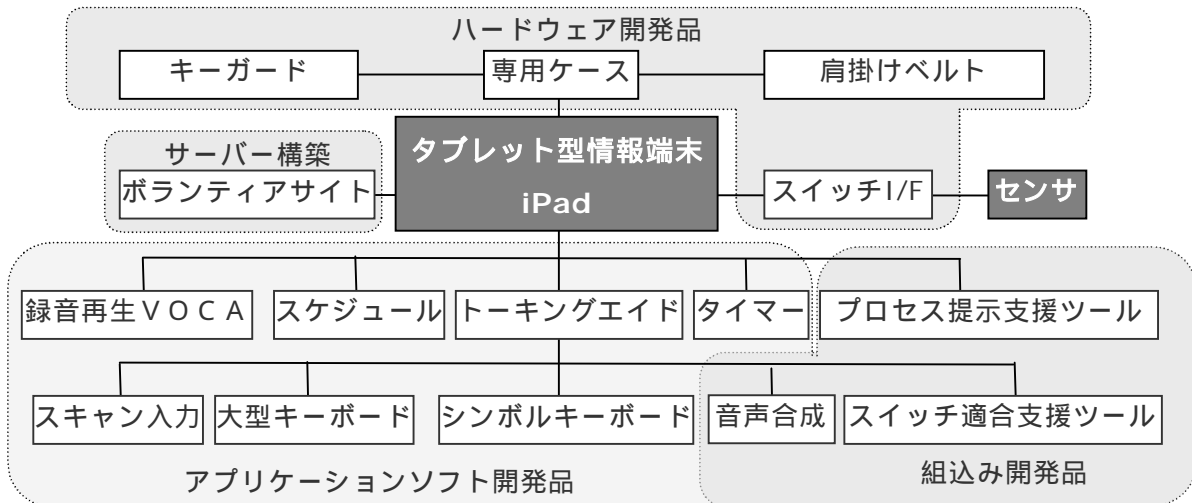 ハードウェア開発品
キーガード
専用ケース
肩掛けベルト
サーバー構築
ボランティアサイト
タブレット型情報端末
iPad
スイッチI/F
センサ
録音再生VOCA
スケジュール
トーキングエイド
タイマー
プロセス提示支援ツール
スキャン入力
大型キーボード
シンボルキーボード
音声合成
スイッチ適合支援ツール
アプリケーションソフト開発品
組込み開発品